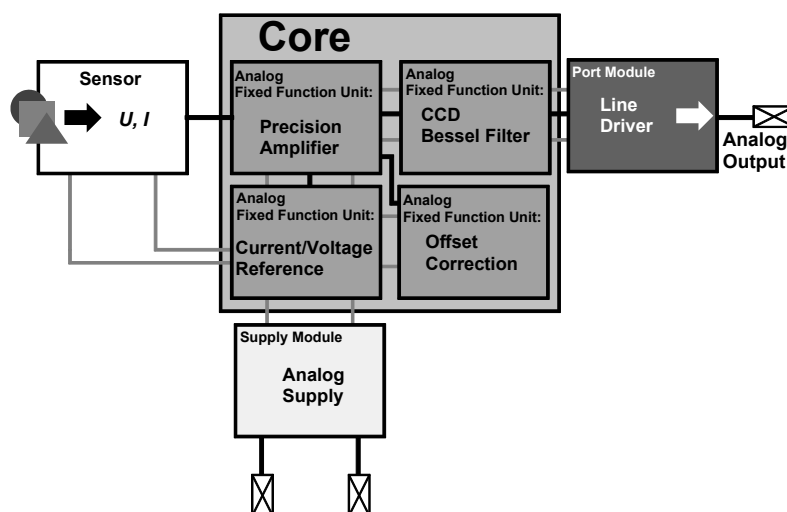 Core
Sensor
U, I
Analog
Fixed Function Unit:
Precision
Amplifier
Analog
Fixed Function Unit:
CCD
Bessel Filter
Port Module
Line
Driver
Analog
Output
Analog
Fixed Function Unit:
Current/Voltage
Reference
Analog
Fixed Function Unit:
Offset
Correction
Supply Module
Analog
Supply